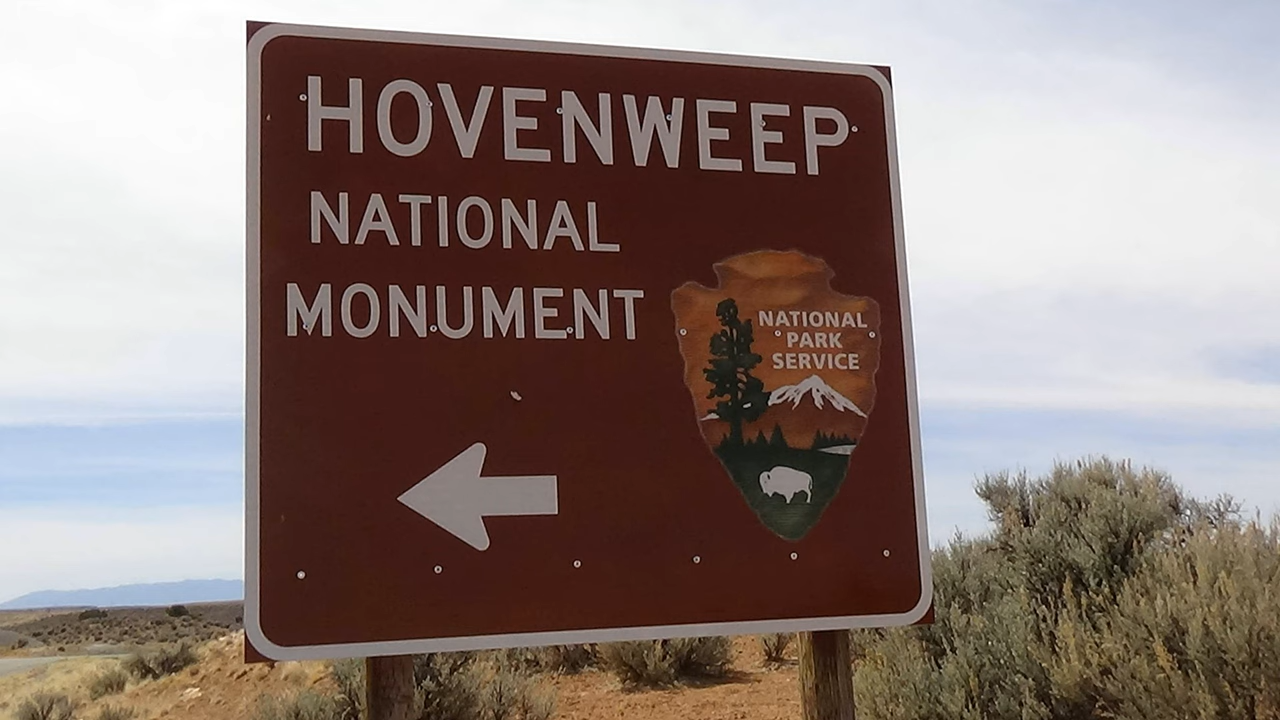 HOVENWEEP
NATIONAL
MONUMENT
NATIONAL
PARK
SERVICE